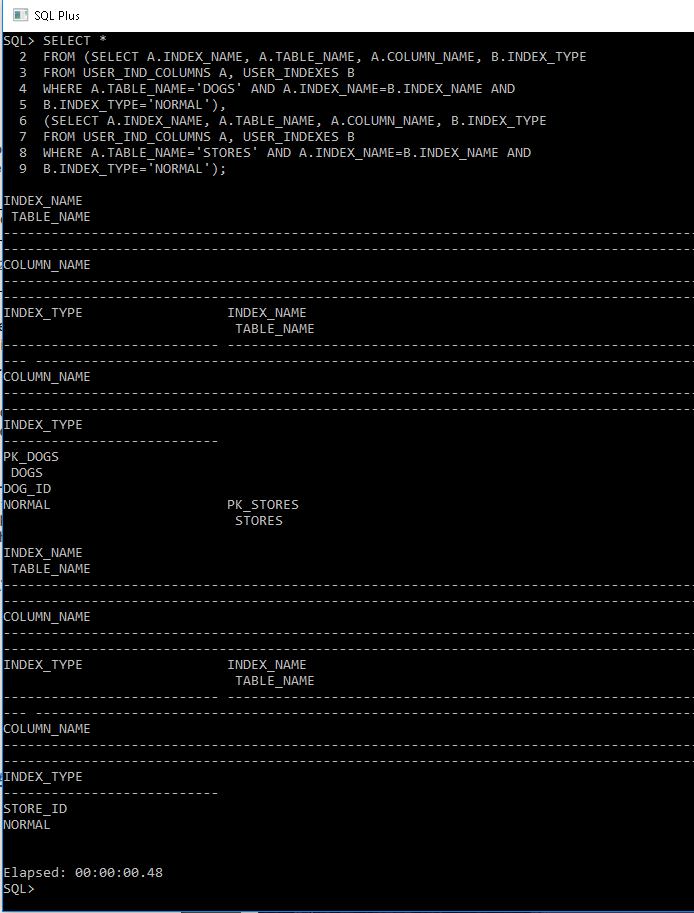 SQL Plus
SQL> SELECT *
  2  FROM (SELECT A.INDEX_NAME, A.TABLE_NAME, A.COLUMN_NAME, B.INDEX_TYPE
  3  FROM USER_IND_COLUMNS A, USER_INDEXES B
  4  WHERE A.TABLE_NAME='DOGS' AND A.INDEX_NAME=B.INDEX_NAME AND
  5  B.INDEX_TYPE='NORMAL'),
  6  (SELECT A.INDEX_NAME, A.TABLE_NAME, A.COLUMN_NAME, B.INDEX_TYPE
  7  FROM USER_IND_COLUMNS A, USER_INDEXES B
  8  WHERE A.TABLE_NAME='STORES' AND A.INDEX_NAME=B.INDEX_NAME AND
  9  B.INDEX_TYPE='NORMAL');
INDEX_NAME
 TABLE_NAME
--------------------------------------------------------------------------------------
--------------------------------------------------------------------------------------
COLUMN_NAME
--------------------------------------------------------------------------------------
--------------------------------------------------------------------------------------
INDEX_TYPE                  INDEX_NAME
                             TABLE_NAME
--------------------------- ----------------------------------------------------------
--- ----------------------------------------------------------------------------------
COLUMN_NAME
--------------------------------------------------------------------------------------
--------------------------------------------------------------------------------------
INDEX_TYPE
---------------------------
PK_DOGS
 DOGS
DOG_ID
NORMAL                      PK_STORES
                             STORES
INDEX_NAME
 TABLE_NAME
--------------------------------------------------------------------------------------
--------------------------------------------------------------------------------------
COLUMN_NAME
--------------------------------------------------------------------------------------
--------------------------------------------------------------------------------------
INDEX_TYPE                  INDEX_NAME
                             TABLE_NAME
--------------------------- ----------------------------------------------------------
--- ----------------------------------------------------------------------------------
COLUMN_NAME
--------------------------------------------------------------------------------------
--------------------------------------------------------------------------------------
INDEX_TYPE
---------------------------
STORE_ID
NORMAL
Elapsed: 00:00:00.48
SQL>